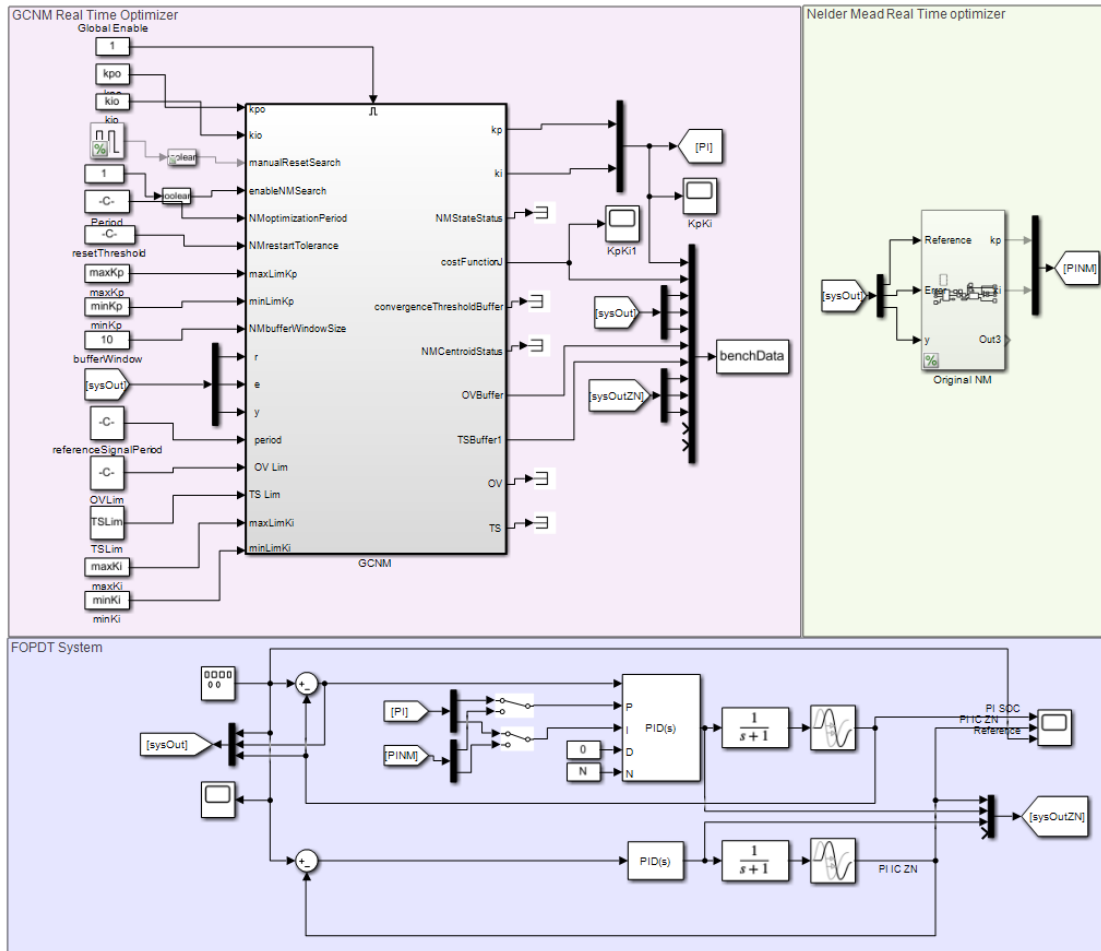 GCNM Real Time Optimizer
Global Enable
1
kpo
kio
kio
1
-C-
Period
-C-
resetThreshold
maxKp
maxKp
minKp
minKp
10
bufferWindow
[sysOut]
-C-
referenceSignalPeriod
-C-
OVLim
TSLim
TSLim
maxKi
maxKi
minKi
minKi
oolear
oolear
kpo
kio
manualResetSearch
enableNMSearch
NMoptimizationPeriod
NMrestartTolerance
maxLimKp
minLimKp
NMbufferWindowSize
r
e
y
period
OV Lim
TS Lim
maxLimKi
minLimKi
kp
ki
NMStateStatus
costFunctionJ
convergenceThresholdBuffer
NMCentroidStatus
OVBuffer
TSBuffer1
OV
TS
GCNM
[PI]
KpKi
KpKi1
[sysOut]
[sysOutZN]
benchData
Nelder Mead Real Time optimizer
[sysOut]
Reference
Error
y
kp
ki
Out3
Original NM
[PINM]
FOPDT System
[sysOut]
[PI]
[PINM]
0
N
P
I
D
N
PID(s)
1
s+1
PI SOC
PI IC ZN
Reference
[sysOutZN]
PID(s)
1
s+1
PI IC ZN